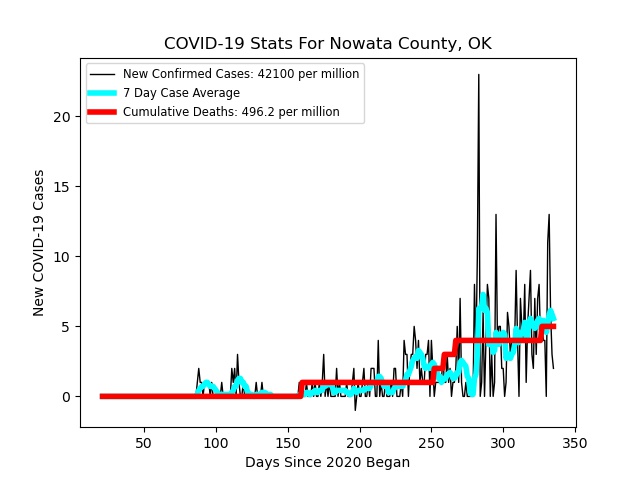 COVID-19 Stats For Nowata County, OK
New Confirmed Cases: 42100 per million
7 Day Case Average
Cumulative Deaths: 496.2 per million
New COVID-19 Cases
20
15
10
5
0
50 100 150 200 250 300 350
Days Since 2020 Began